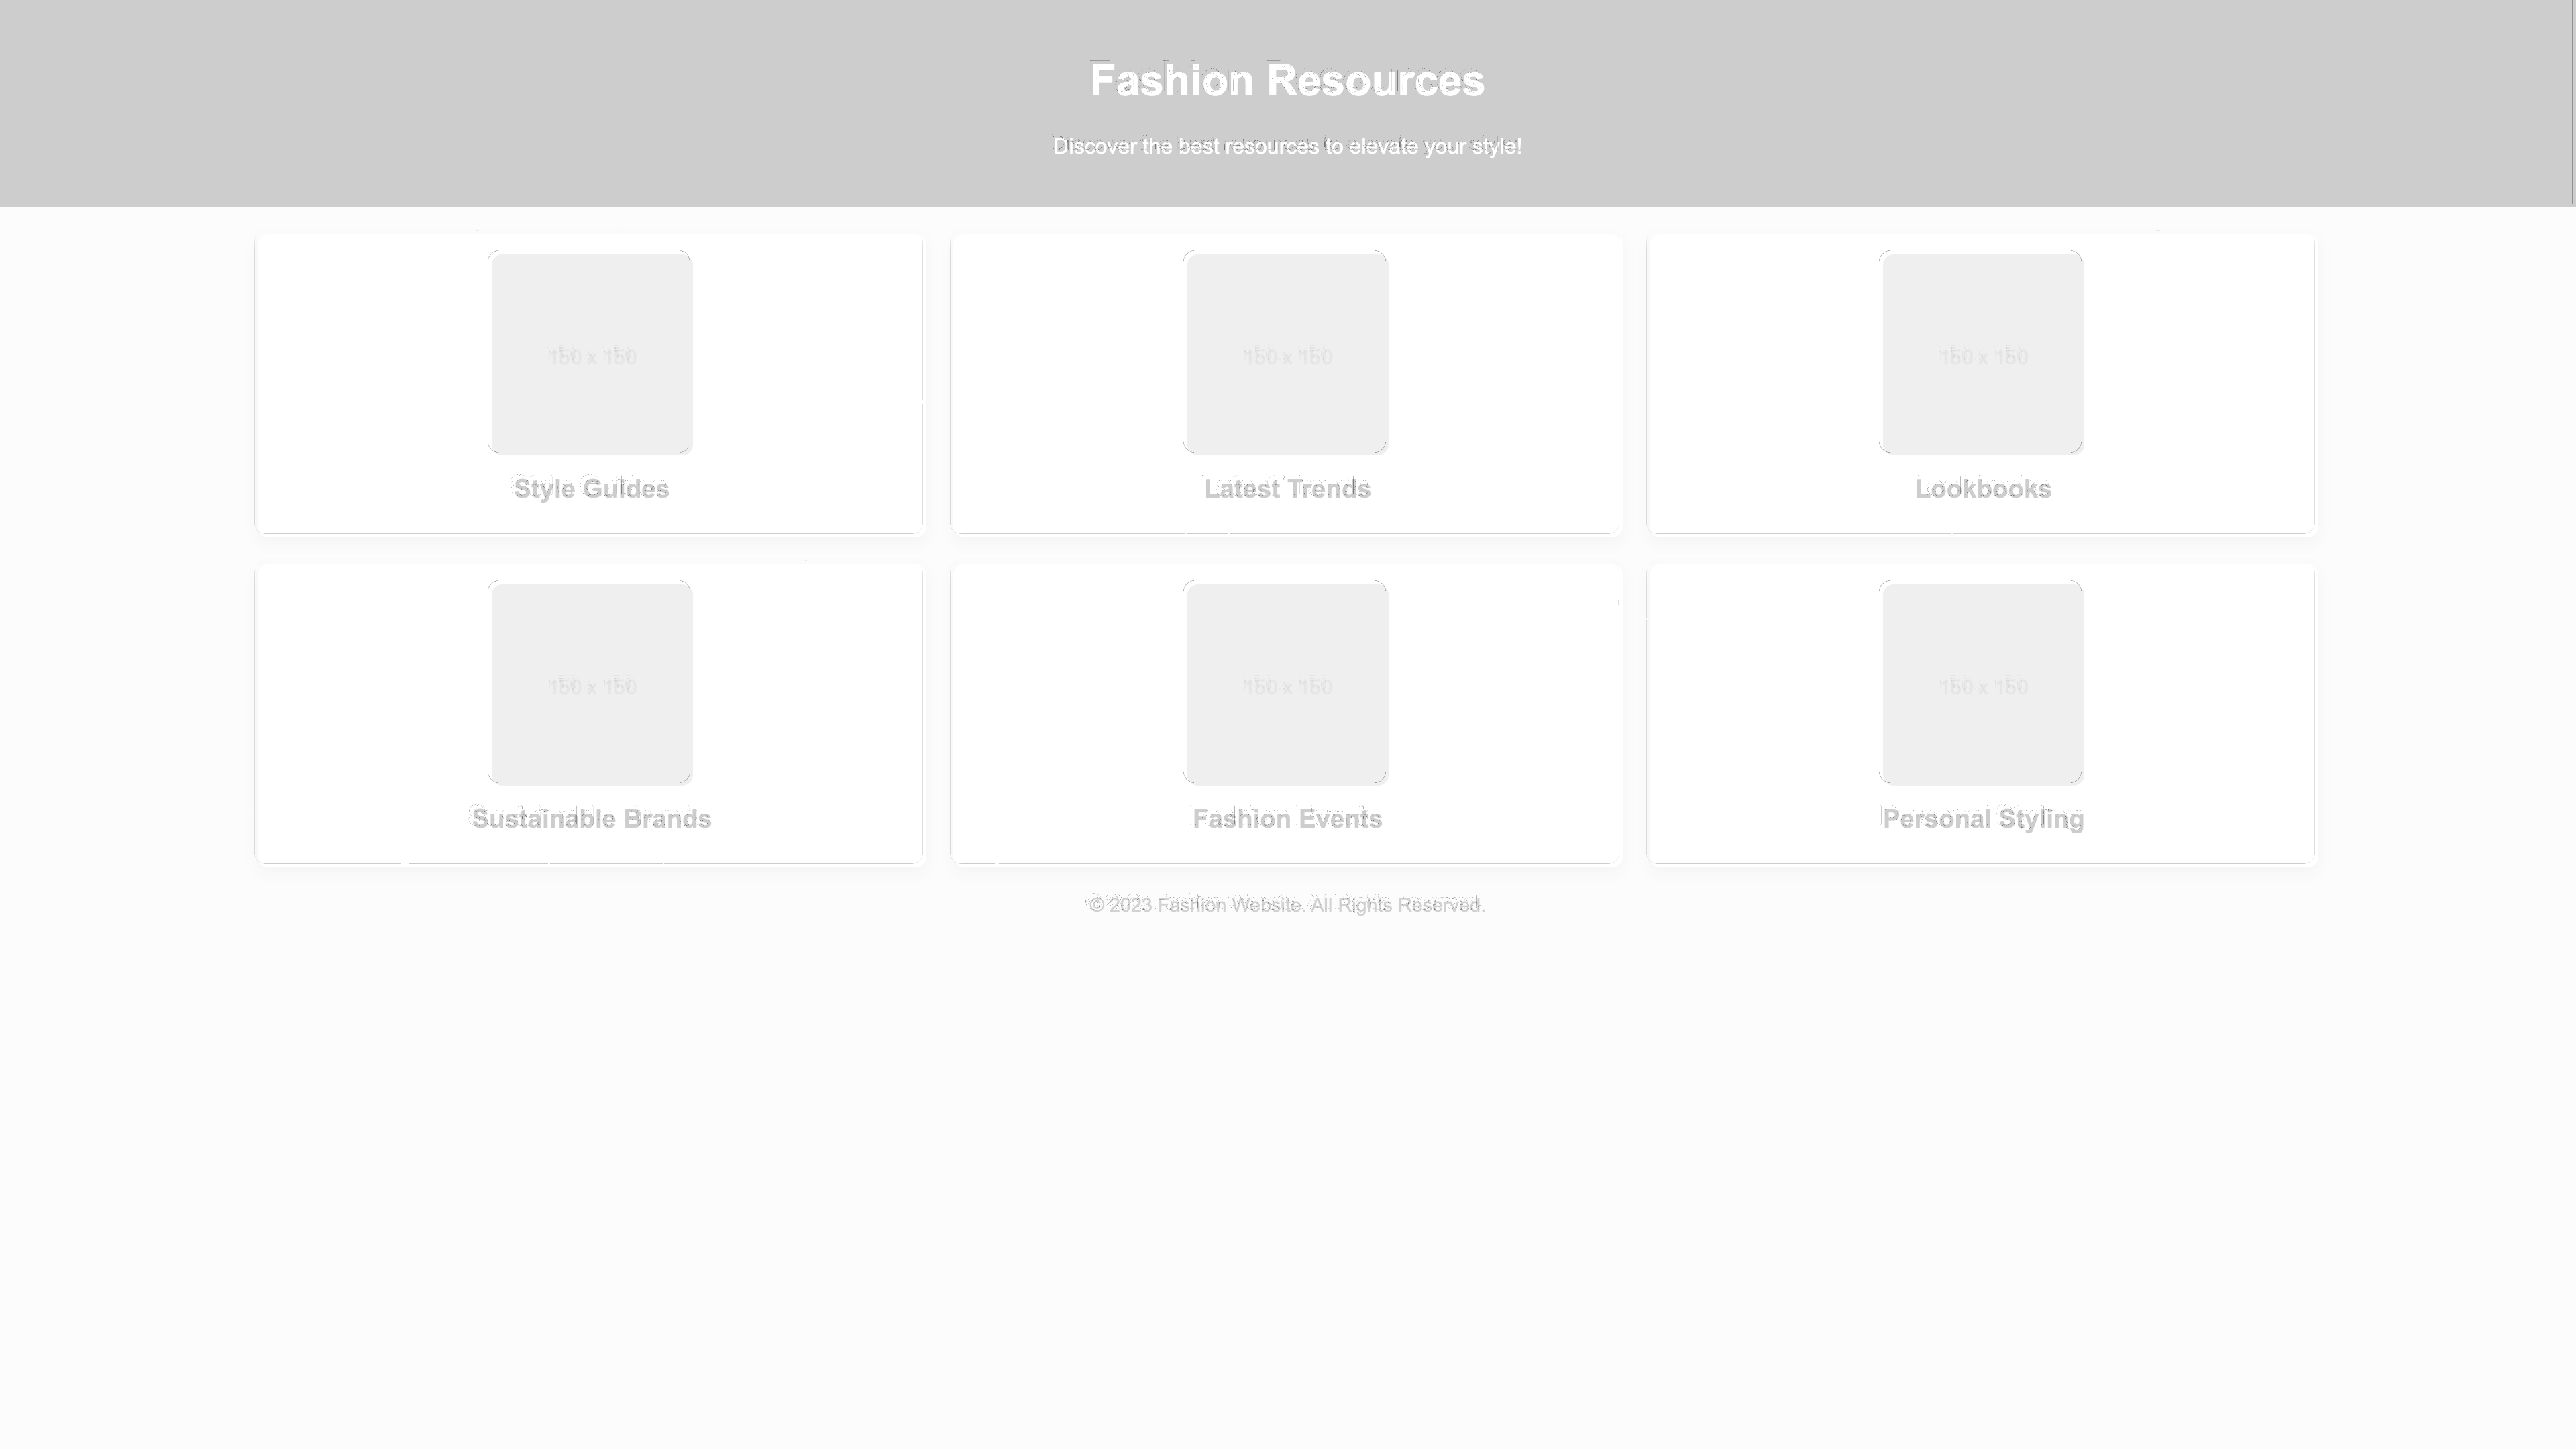 Fashion Resources
Discover the best resources to elevate your style!
150 x 150
150 x 150
150 x 150
Style Guides
Latest Trends
Lookbooks
150 x 150
150 x 150
150 x 150
Sustainable Brands
Fashion Events
Personal Styling
© 2023 Fashion Website. All Rights Reserved.